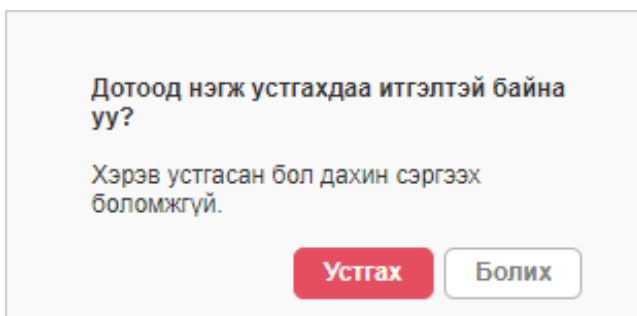 Дотоод нэгж устгахдаа итгэлтэй байна
уу?
Хэрэв устгасан бол дахин сэргээх
боломжгүй.
Устгах Болих